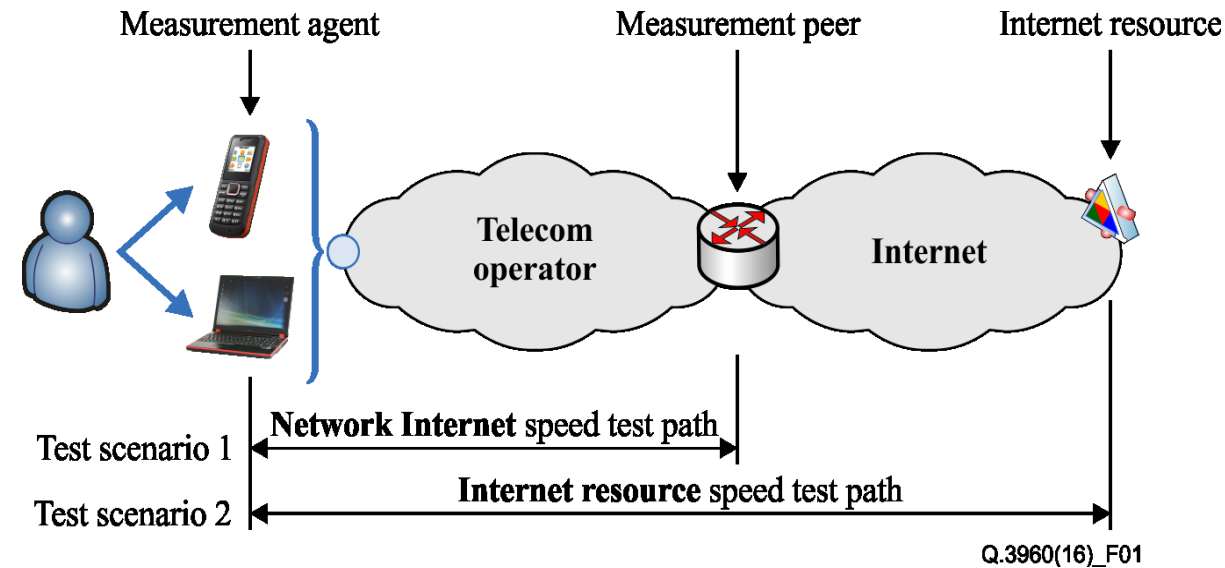 Measurement agent
Measurement peer
Internet resource
Telecom
operator
Internet
Network Internet speed test path
Test scenario 1
Internet resource speed test path
Test scenario 2
Q.3960(16)_F01